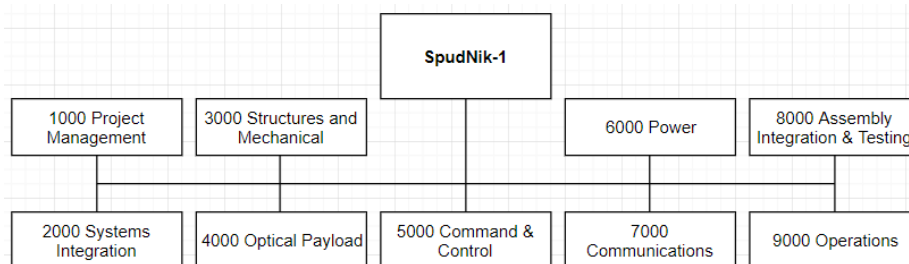 SpudNik-1
1000 Project
Management
3000 Structures and
Mechanical
6000 Power
8000 Assembly
Integration & Testing
2000 Systems
Integration
4000 Optical Payload
5000 Command &
Control
7000
Communications
9000 Operations